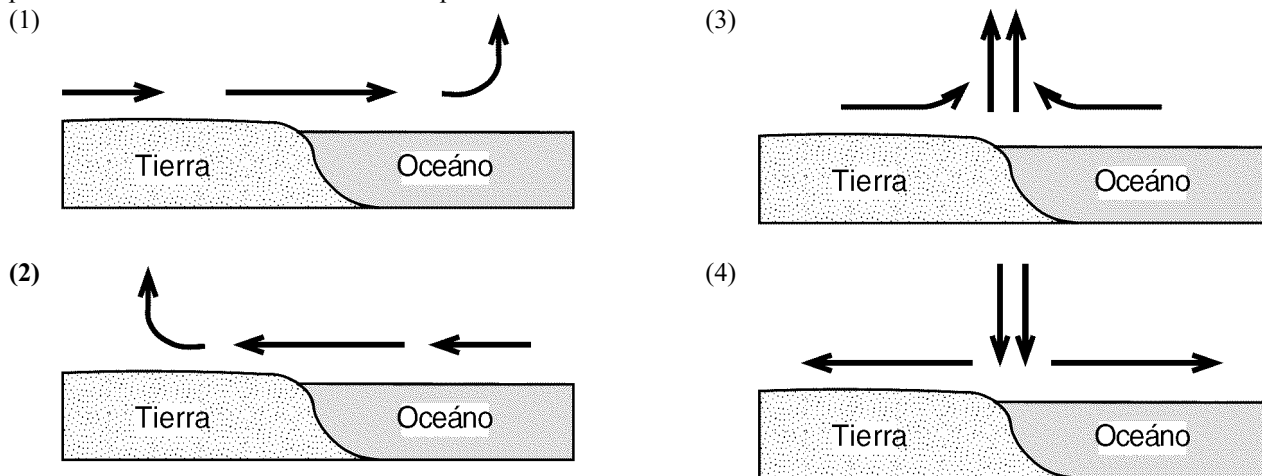 (1)
Tierra
Oceáno
(2)
Tierra
Oceáno
(3)
Tierra
Oceáno
(4)
Tierra
Oceáno